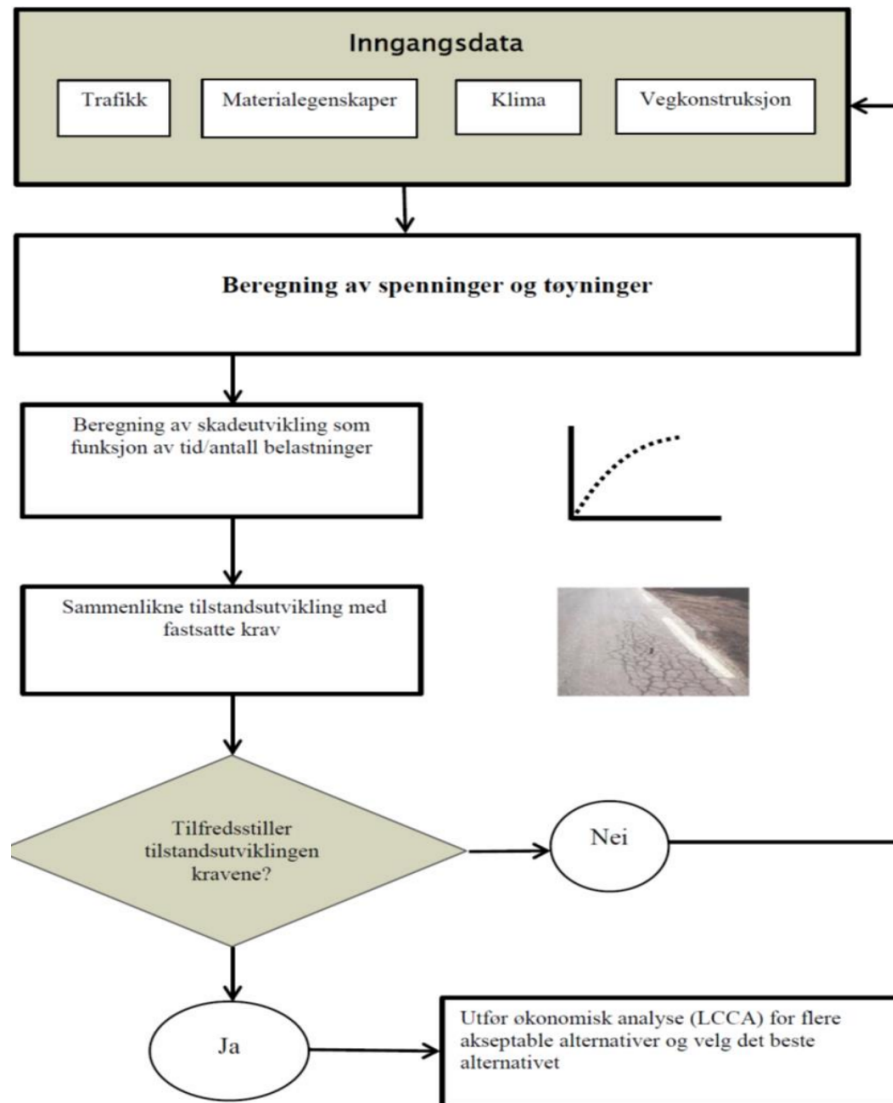 Inngangsdata
Trafikk
Materialegenskaper
Klima
Vegkonstruksjon
Beregning av spenninger og tøyninger
Beregning av skadeutvikling som
funksjon av tid/antall belastninger
Sammenlikne tilstandsutvikling med
fastsatte krav
Tilfredsstiller
tilstandsutviklingen
kravene?
Nei
Ja
Utfør økonomisk analyse (LCCA) for flere
akseptable alternativer og velg det beste
alternativet